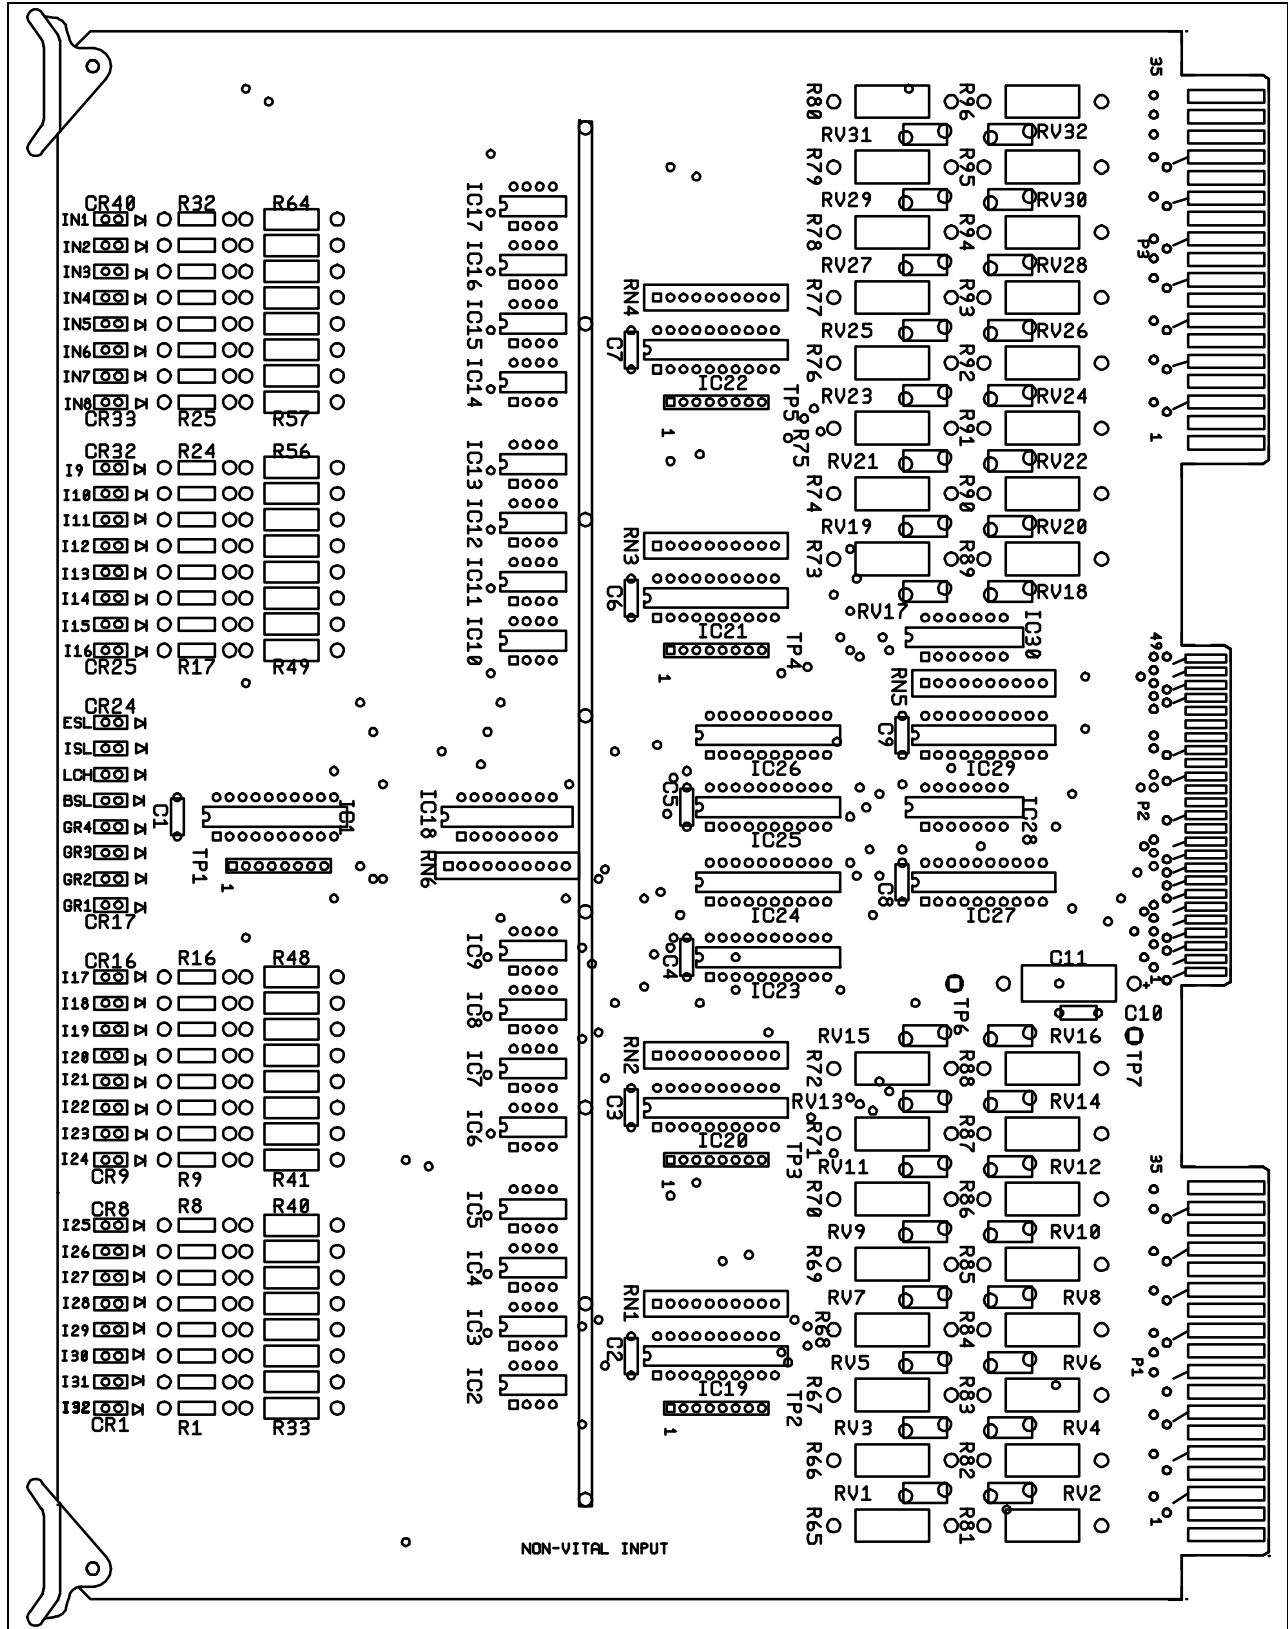 35
R80
R96
RV31
RV32
R79
R95
CR40
R32
R64
IC17
RV29
RV30
IN1
R78
R94
IN2
P3
IC16
RV27
RV28
IN3
IN4
RN4
R77
R93
IN5
IC15
RV25
RV26
IN6
C7
R76
R92
IN7
IC14
IC22
IN8
TP5
RV23
RV24
CR33
R25
R57
1
R75
R91
1
CR32
R24
R56
IC13
RV21
RV22
I9
I10
R74
R90
I11
IC12
RV19
RV20
I12
RN3
R73
R89
I13
IC11
C6
RV18
I14
RV17
I15
IC10
IC21
IC30
49
I16
TP4
CR25
R17
R49
1
RN5
CR24
ESL
C9
ISL
IC26
IC29
LCH
BSL
C1
IC1
IC18
C5
IC28
P2
GR4
IC25
GR3
TP1
RN6
GR2
1
C8
GR1
CR17
IC24
IC27
CR16
R16
R48
IC9
C4
C11
I17
IC23
1
+
I18
IC8
TP6
C10
I19
RV15
RV16
I20
IC7
RN2
R72
R88
TP7
I21
I22
C3
RV13
RV14
I23
IC6
IC20
R71
R87
I24
TP3
RV11
RV12
35
CR9
R9
R41
1
CR8
R8
R40
IC5
R70
R86
I25
RV9
RV10
I26
IC4
R69
R85
I27
I28
RN1
RV7
RV8
I29
IC3
R68
R84
I30
C2
RV5
RV6
P1
I31
IC2
IC19
R67
R83
I32
TP2
CR1
R1
R33
1
RV3
RV4
R66
R82
RV1
RV2
R65
R81
1
NON-VITAL INPUT